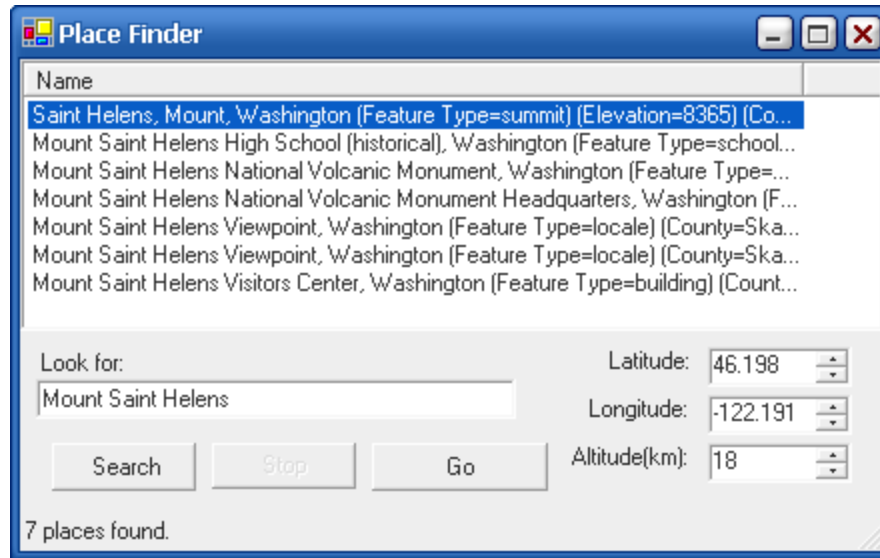 Place Finder
Name
Saint Helens, Mount, Washington (Feature Type=summit) (Elevation=8365) (Co...
Mount Saint Helens High School (historical), Washington (Feature Type=school...
Mount Saint Helens National Volcanic Monument, Washington (Feature Type=...
Mount Saint Helens National Volcanic Monument Headquarters, Washington (F...
Mount Saint Helens Viewpoint, Washington (Feature Type=locale) (County=Ska...
Mount Saint Helens Viewpoint, Washington (Feature Type=locale) (County=Ska...
Mount Saint Helens Visitors Center, Washington (Feature Type=building) (Count...
Look for:
Mount Saint Helens
Latitude: 46.198
Longitude: -122.191
Altitude(km): 18
Search Stop Go
7 places found.